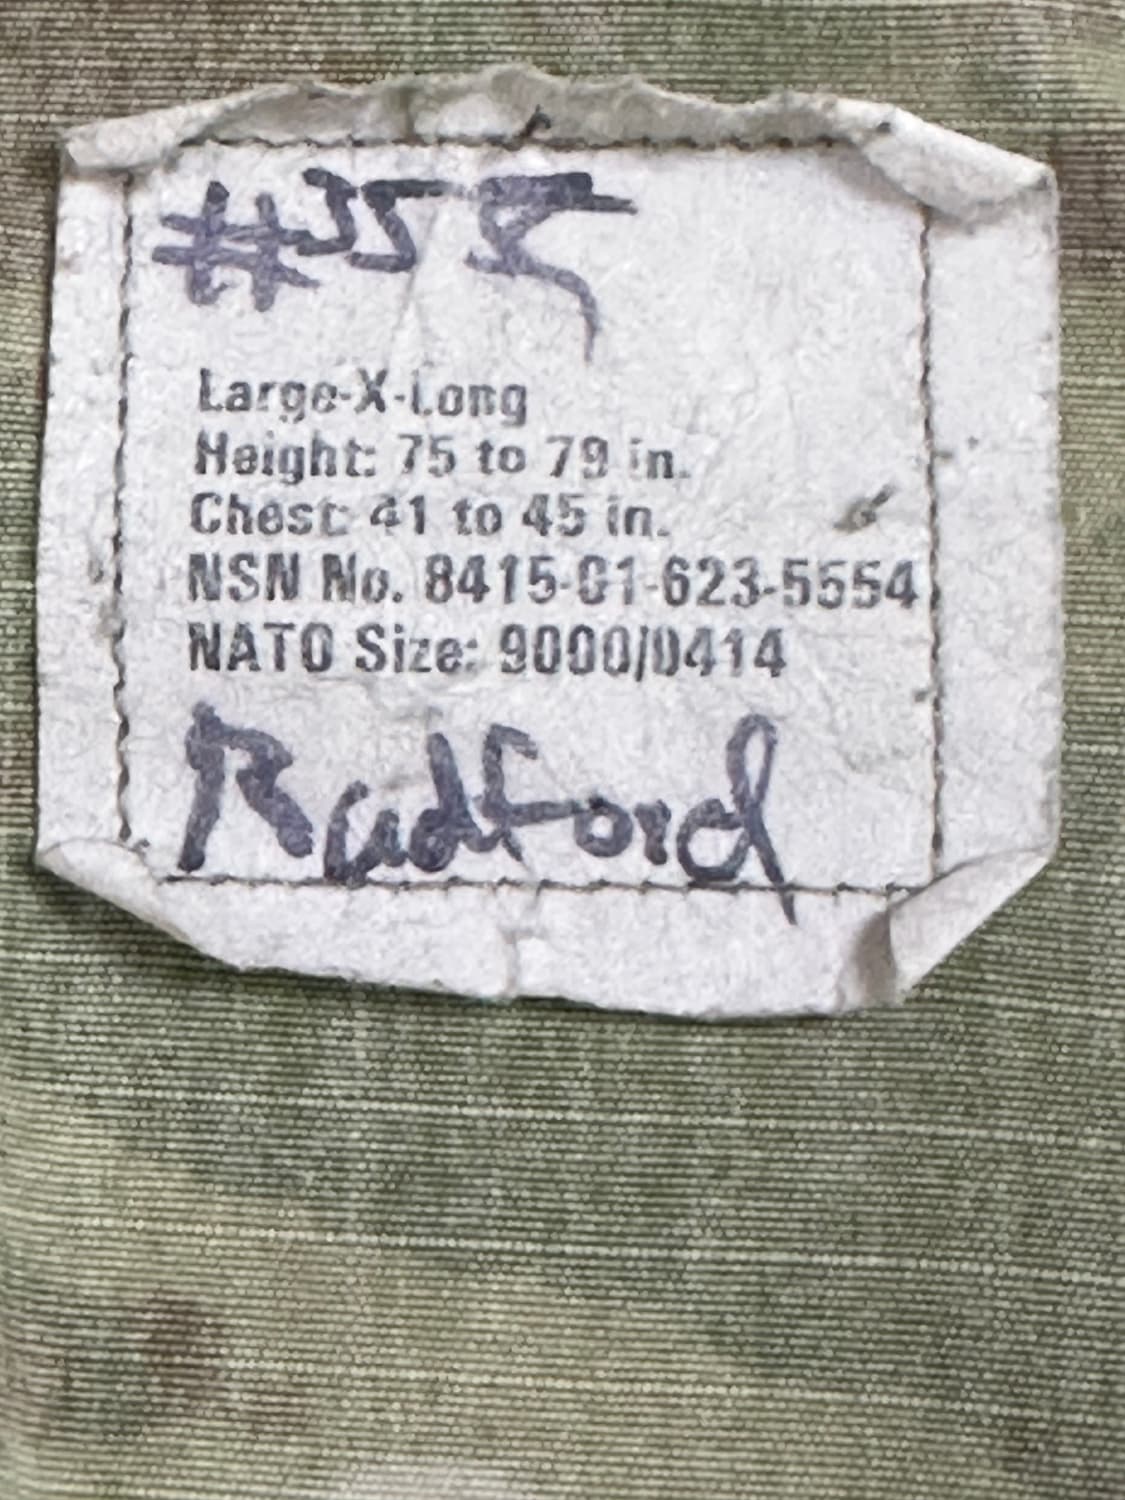 #355
Large-X-Long
Height: 75 to 79 in.
Chest: 41 to 45 in.
NSN No. 8415-01-623-5554
NATO Size: 9000/0414
Radford